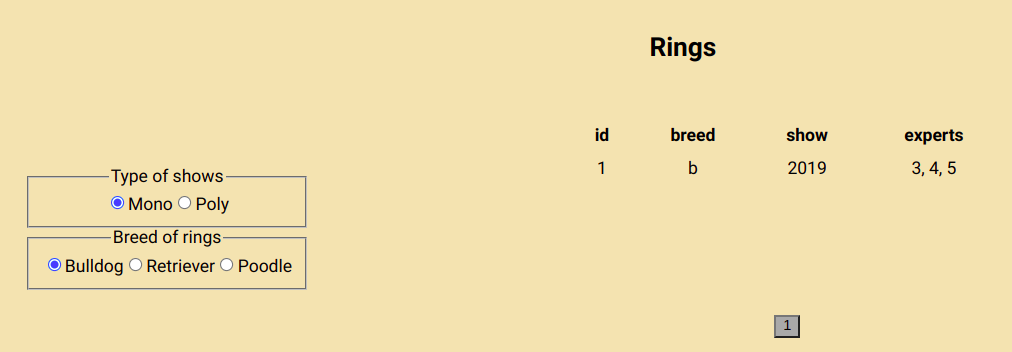 Rings
id breed show experts
1 b 2019 3, 4, 5
Type of shows
Mono Poly
Breed of rings
Bulldog Retriever Poodle
1